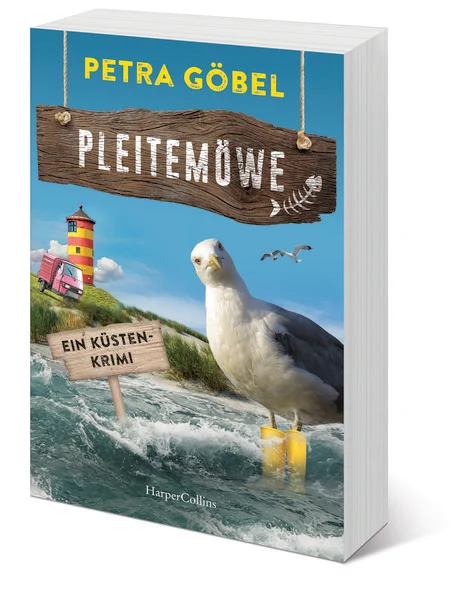 PETRA GÖBEL
PLEITEMÖWE
EIN KÜSTEN-
KRIMI
HarperCollins